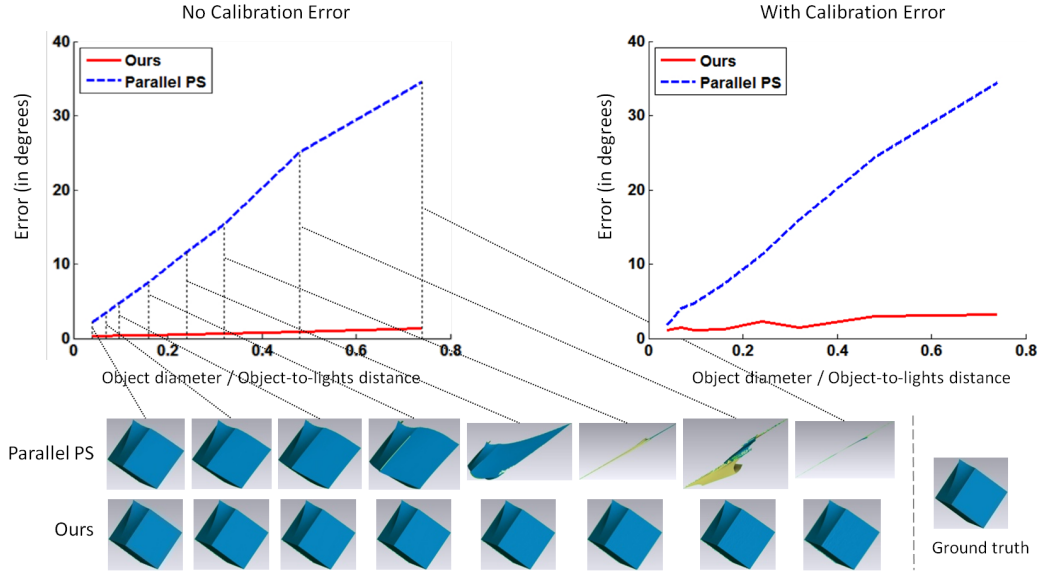 No Calibration Error
With Calibration Error
40
30
20
10
0
Error (in degrees)
Ours
Parallel PS
0
0.2
0.4
0.6
0.8
Object diameter / Object-to-lights distance
40
30
20
10
0
Error (in degrees)
Ours
Parallel PS
0
0.2
0.4
0.6
0.8
Object diameter / Object-to-lights distance
Parallel PS
Ours
Ground truth